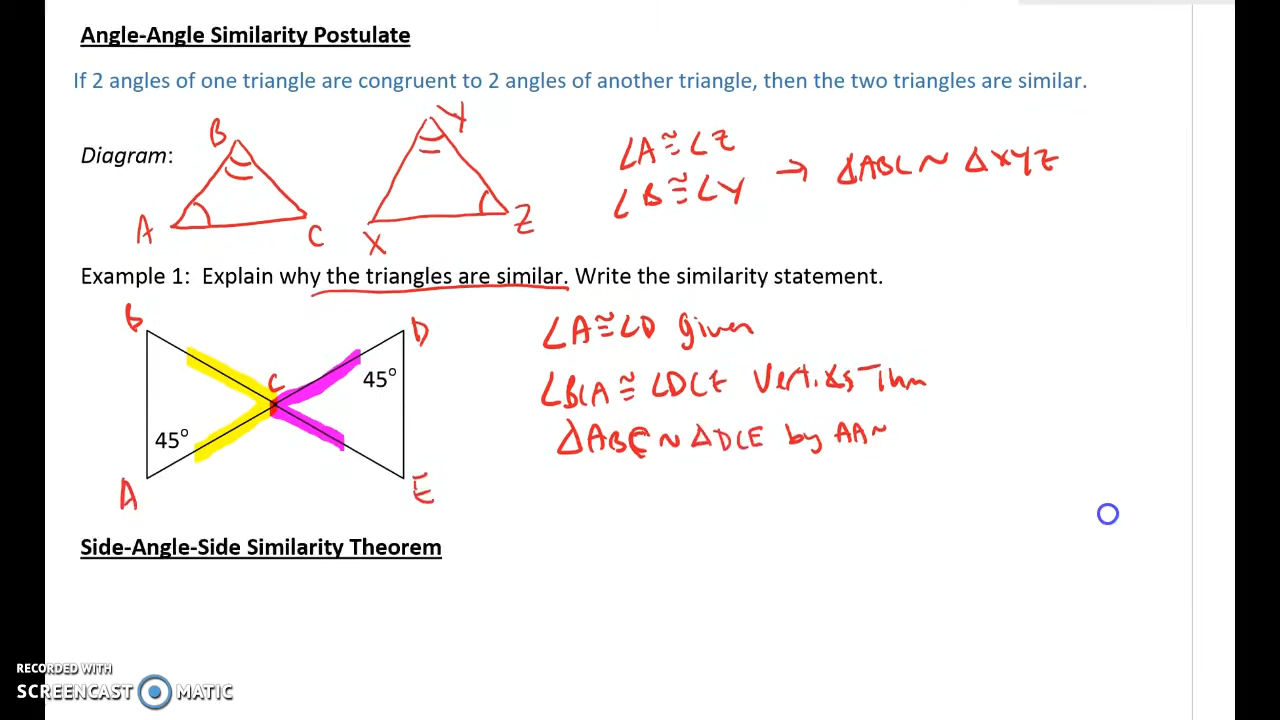 Angle-Angle Similarity Postulate
If 2 angles of one triangle are congruent to 2 angles of another triangle, then the two triangles are similar.
Diagram:
B
Y
A
C
X
Z
∠A ≅ ∠Z
∠B ≅ ∠Y
→ ΔABC ~ ΔXYZ
Example 1: Explain why the triangles are similar. Write the similarity statement.
B
D
C
45°
45°
A
E
∠A ≅ ∠D given
∠BCA ≅ ∠DCE Vert. ∡s Thm
ΔABC ~ ΔDCE by AA~
Side-Angle-Side Similarity Theorem
RECORDED WITH
SCREENCAST MATIC